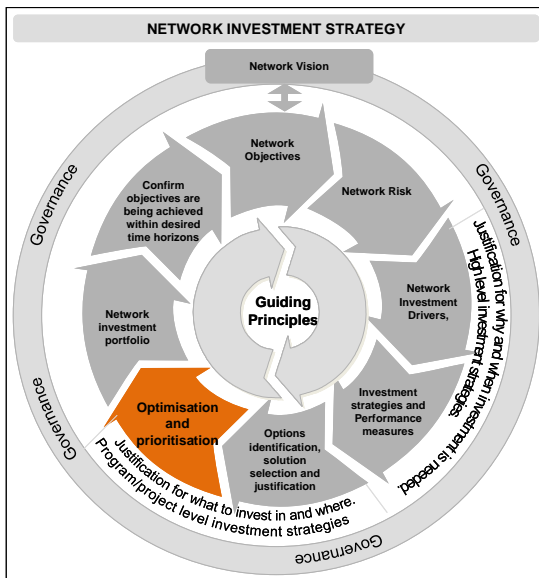 NETWORK INVESTMENT STRATEGY
Network Vision
Network
Objectives
Network Risk
Network
Investment
Drivers,
Investment
strategies and
Performance
measures
Options
identification,
solution
selection and
justification
Optimisation
and
prioritisation
Network
investment
portfolio
Confirm
objectives are
being achieved
within desired
time horizons
Guiding
Principles
Governance
Governance
Governance
Governance
Justification for why and when investment is needed.
High level investment strategies
Justification for what to invest in and where.
Program/project level investment strategies